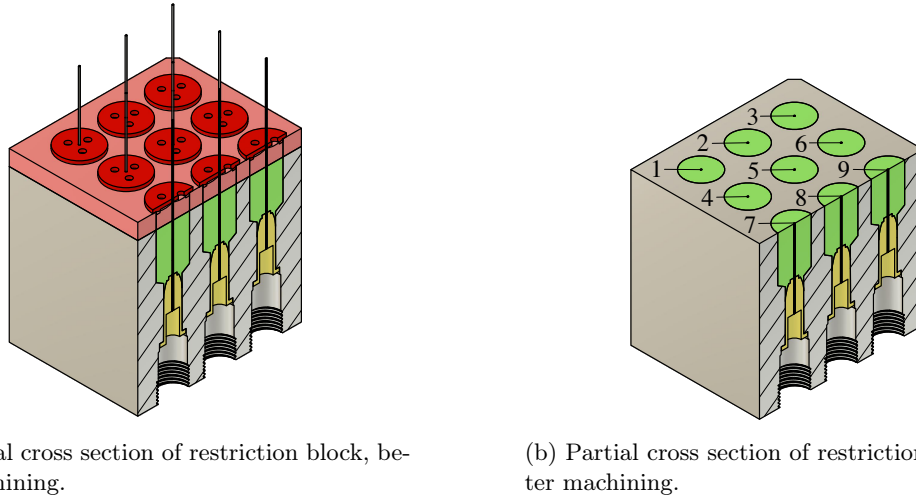 3
2
6
1
5
9
4
8
7
al cross section of restriction block, be-
ining.
(b) Partial cross section of restriction
ter machining.